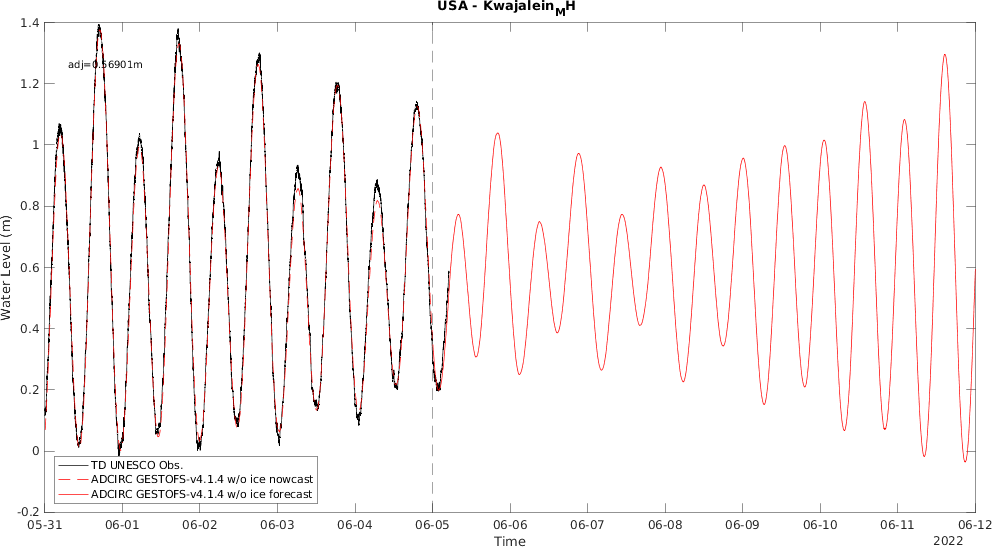 USA - Kwajalein_MH
adj=0.56901m
1.4
1.2
1
0.8
0.6
0.4
0.2
0
-0.2
Water Level (m)
TD UNESCO Obs.
ADCIRC GESTOFS-v4.1.4 w/o ice nowcast
ADCIRC GESTOFS-v4.1.4 w/o ice forecast
05-31 06-01 06-02 06-03 06-04 06-05 06-06 06-07 06-08 06-09 06-10 06-11 06-12
Time
2022